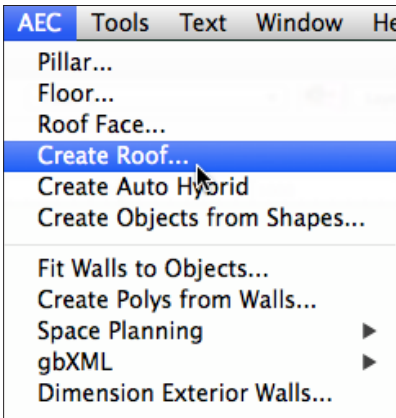 AEC Tools Text Window He
Pillar...
Floor...
Roof Face...
Create Roof...
Create Auto Hybrid
Create Objects from Shapes...
Fit Walls to Objects...
Create Polys from Walls...
Space Planning
gbXML
Dimension Exterior Walls...